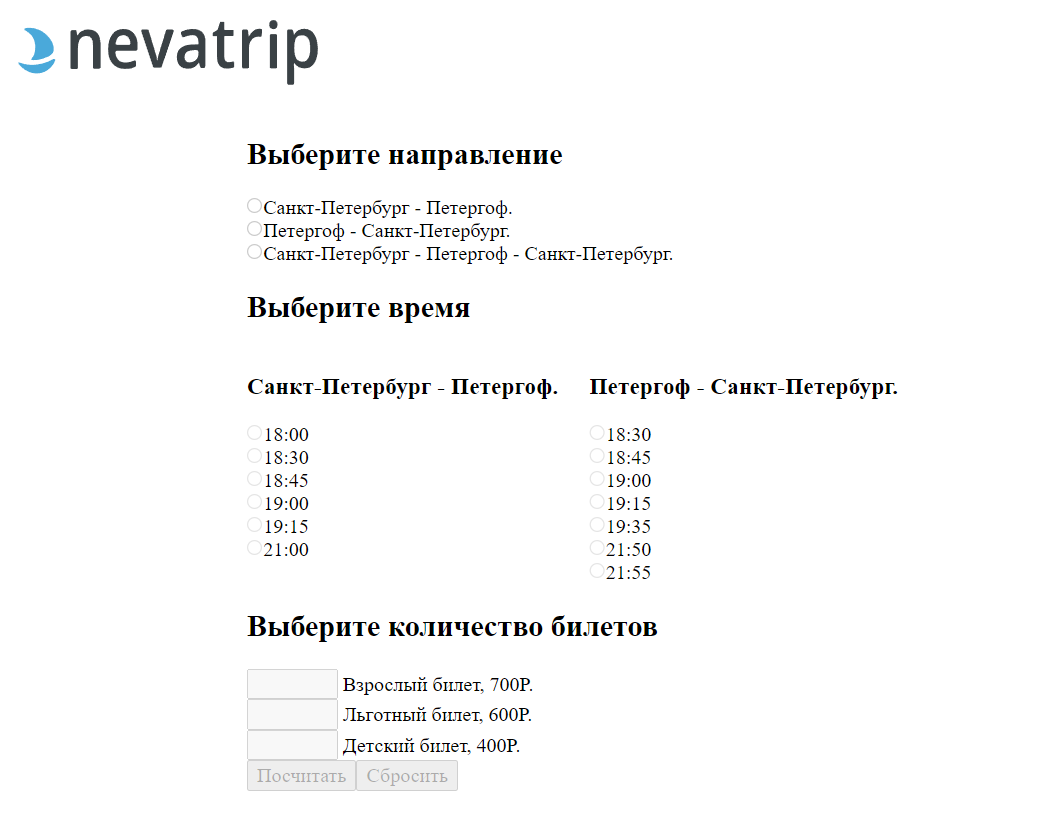 nevatrip
Выберите направление
Санкт-Петербург - Петергоф.
Петергоф - Санкт-Петербург.
Санкт-Петербург - Петергоф - Санкт-Петербург.
Выберите время
Санкт-Петербург - Петергоф.
18:00
18:30
18:45
19:00
19:15
21:00
Петергоф - Санкт-Петербург.
18:30
18:45
19:00
19:15
19:35
21:50
21:55
Выберите количество билетов
Взрослый билет, 700Р.
Льготный билет, 600Р.
Детский билет, 400Р.
Посчитать Сбросить